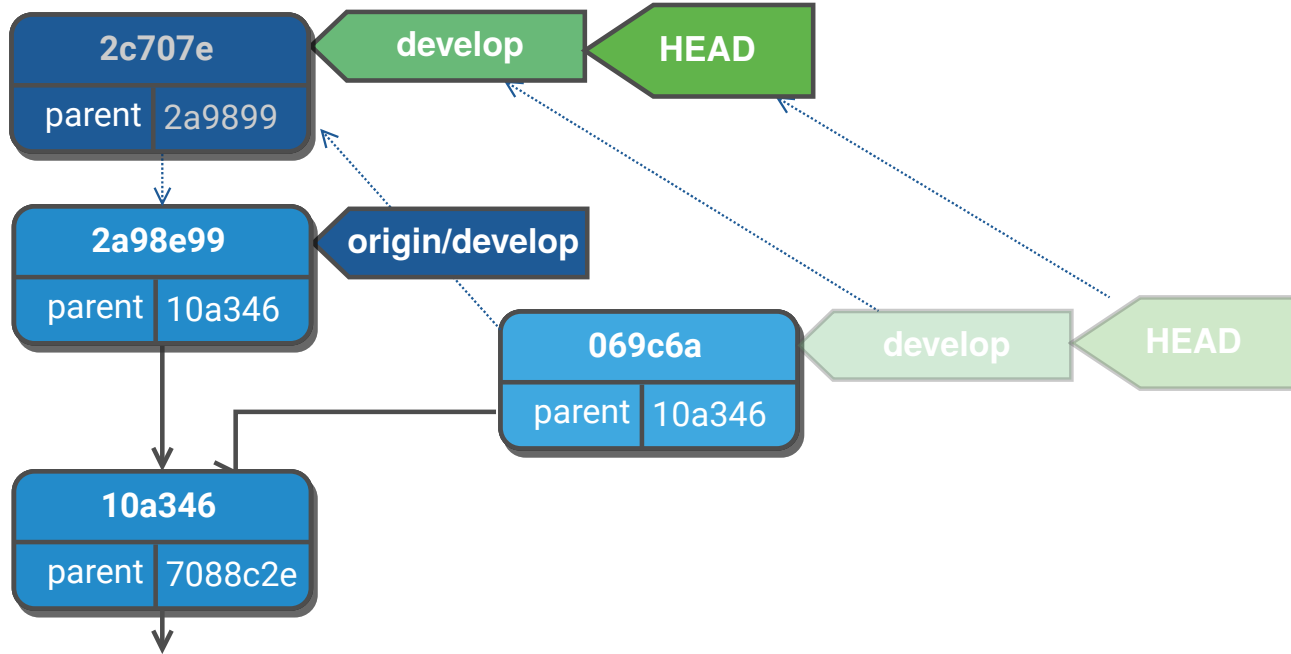 2c707e
develop
HEAD
parent 2a9899
2a98e99
origin/develop
parent 10a346
069c6a
develop
HEAD
parent 10a346
10a346
parent 7088c2e